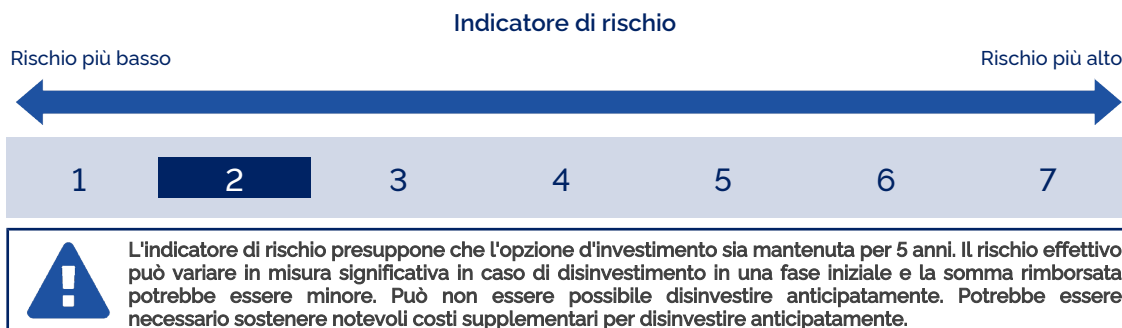 Indicatore di rischio
Rischio più basso Rischio più alto
1 2 3 4 5 6 7
L'indicatore di rischio presuppone che l'opzione d'investimento sia mantenuta per 5 anni. Il rischio effettivo
può variare in misura significativa in caso di disinvestimento in una fase iniziale e la somma rimborsata
potrebbe essere minore. Può non essere possibile disinvestire anticipatamente. Potrebbe essere
necessario sostenere notevoli costi supplementari per disinvestire anticipatamente.